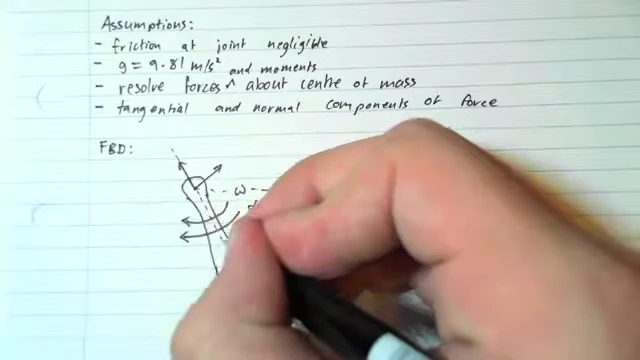 Assumptions:
- friction at joint negligible
- g = 9.81 m/s² and moments
- resolve forces ^ about centre of mass
- tangential and normal components of force
FBD:
ω